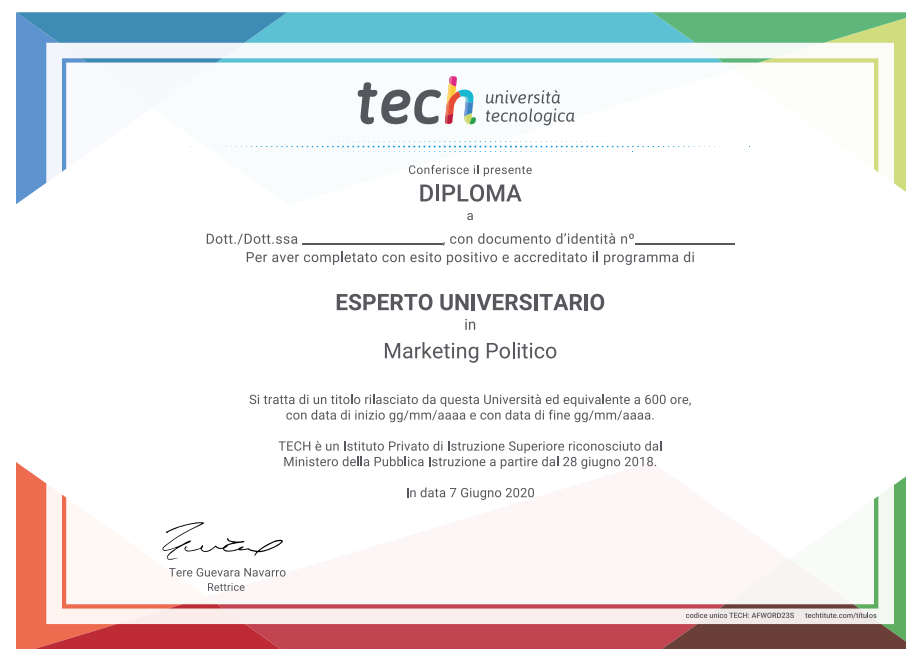 tech università
tecnologica
Conferisce il presente
DIPLOMA
a
Dott./Dott.ssa ____________________, con documento d'identità nº______________
Per aver completato con esito positivo e accreditato il programma di
ESPERTO UNIVERSITARIO
in
Marketing Politico
Si tratta di un titolo rilasciato da questa Università ed equivalente a 600 ore,
con data di inizio gg/mm/aaaa e con data di fine gg/mm/aaaa.
TECH è un Istituto Privato di Istruzione Superiore riconosciuto dal
Ministero della Pubblica Istruzione a partire dal 28 giugno 2018.
In data 7 Giugno 2020
Tere Guevara Navarro
Rettrice
codice unico TECH: AFWORD23S techtitute.com/titulos